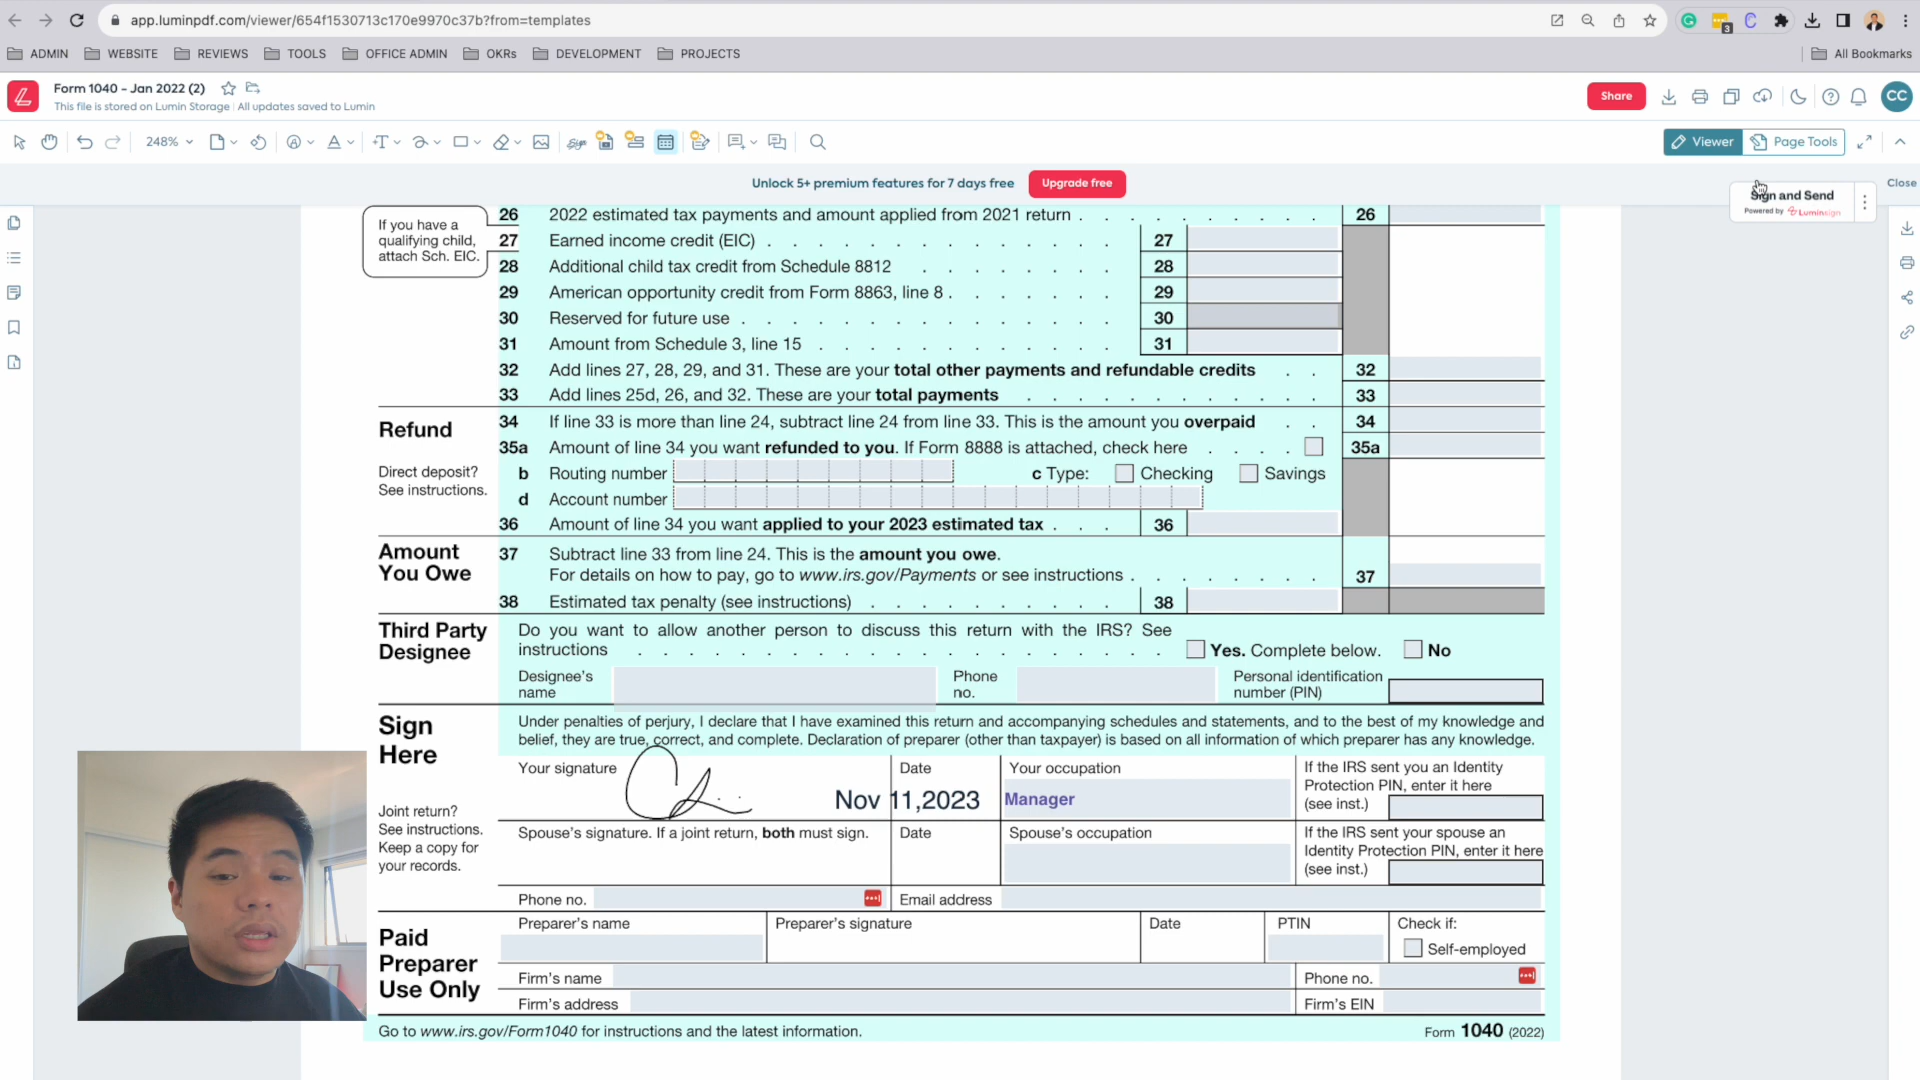 app.luminpdf.com/viewer/654f1530713c170e9970c37b?from=templates
3
ADMIN WEBSITE REVIEWS TOOLS OFFICE ADMIN OKRs DEVELOPMENT PROJECTS All Bookmarks
Form 1040 - Jan 2022 (2)
This file is stored on Lumin Storage | All updates saved to Lumin
Share CC
248% Sign Viewer Page Tools
Unlock 5+ premium features for 7 days free Upgrade free Close
Sign and Send
Powered by Luminsign
If you have a qualifying child, attach Sch. EIC.
26 2022 estimated tax payments and amount applied from 2021 return . . . . . . . . . . 26
27 Earned income credit (EIC) . . . . . . . . . . . . . . 27
28 Additional child tax credit from Schedule 8812 . . . . . . . . 28
29 American opportunity credit from Form 8863, line 8 . . . . . . . 29
30 Reserved for future use . . . . . . . . . . . . . . . 30
31 Amount from Schedule 3, line 15 . . . . . . . . . . . . 31
32 Add lines 27, 28, 29, and 31. These are your total other payments and refundable credits . . 32
33 Add lines 25d, 26, and 32. These are your total payments . . . . . . . . . . . . 33
Refund
Direct deposit?
See instructions.
34 If line 33 is more than line 24, subtract line 24 from line 33. This is the amount you overpaid . . 34
35a Amount of line 34 you want refunded to you. If Form 8888 is attached, check here . . . . 35a
b Routing number c Type: Checking Savings
d Account number
36 Amount of line 34 you want applied to your 2023 estimated tax . . . 36
Amount
You Owe
37 Subtract line 33 from line 24. This is the amount you owe.
For details on how to pay, go to www.irs.gov/Payments or see instructions . . . . . . . . 37
38 Estimated tax penalty (see instructions) . . . . . . . . . . 38
Third Party
Designee
Do you want to allow another person to discuss this return with the IRS? See
instructions . . . . . . . . . . . . . . . . . . . . . Yes. Complete below. No
Designee's
name
Phone
no.
Personal identification
number (PIN)
Sign
Here
Joint return?
See instructions.
Keep a copy for
your records.
Under penalties of perjury, I declare that I have examined this return and accompanying schedules and statements, and to the best of my knowledge and
belief, they are true, correct, and complete. Declaration of preparer (other than taxpayer) is based on all information of which preparer has any knowledge.
Your signature
Date
Nov 11,2023
Your occupation
Manager
If the IRS sent you an Identity
Protection PIN, enter it here
(see inst.)
Spouse's signature. If a joint return, both must sign.
Date
Spouse's occupation
If the IRS sent your spouse an
Identity Protection PIN, enter it here
(see inst.)
Phone no. Email address
Paid
Preparer
Use Only
Preparer's name Preparer's signature Date PTIN Check if:
Self-employed
Firm's name Phone no.
Firm's address Firm's EIN
Go to www.irs.gov/Form1040 for instructions and the latest information. Form 1040 (2022)